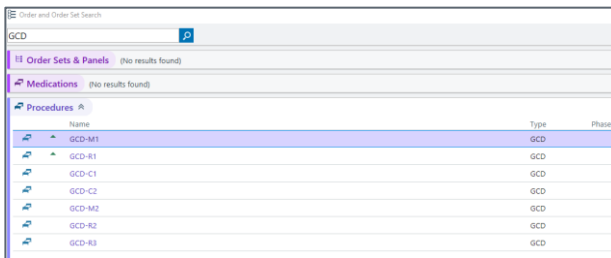 Order and Order Set Search
GCD
Order Sets & Panels (No results found)
Medications (No results found)
Procedures
Name Type Phase
GCD-M1 GCD
GCD-R1 GCD
GCD-C1 GCD
GCD-C2 GCD
GCD-M2 GCD
GCD-R2 GCD
GCD-R3 GCD